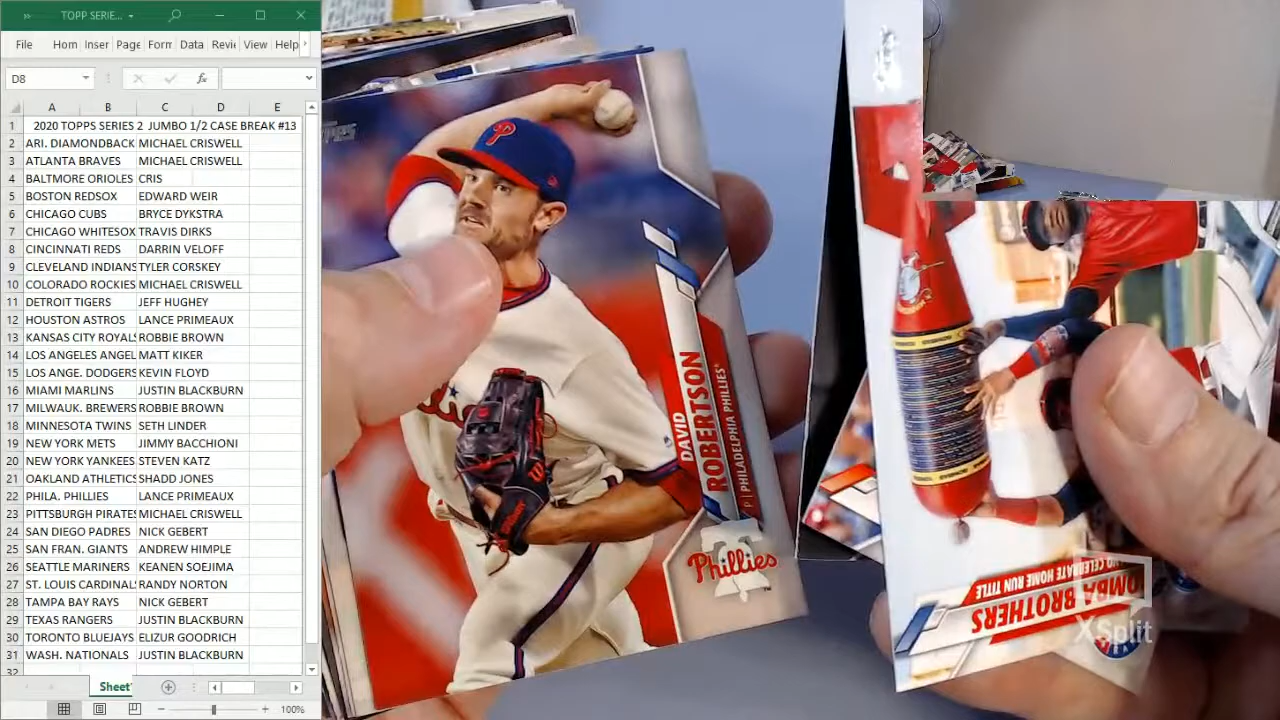 TOPP SERIE...
File Hom Inser Page Form Data Revi View Help
D8
fx
A B C D E
1 2020 TOPPS SERIES 2 JUMBO 1/2 CASE BREAK #13
2 ARI. DIAMONDBACK MICHAEL CRISWELL
3 ATLANTA BRAVES MICHAEL CRISWELL
4 BALTMORE ORIOLES CRIS
5 BOSTON REDSOX EDWARD WEIR
6 CHICAGO CUBS BRYCE DYKSTRA
7 CHICAGO WHITESOX TRAVIS DIRKS
8 CINCINNATI REDS DARRIN VELOFF
9 CLEVELAND INDIANS TYLER CORSKEY
10 COLORADO ROCKIES MICHAEL CRISWELL
11 DETROIT TIGERS JEFF HUGHEY
12 HOUSTON ASTROS LANCE PRIMEAUX
13 KANSAS CITY ROYALS ROBBIE BROWN
14 LOS ANGELES ANGEL MATT KIKER
15 LOS ANGE. DODGERS KEVIN FLOYD
16 MIAMI MARLINS JUSTIN BLACKBURN
17 MILWAUK. BREWERS ROBBIE BROWN
18 MINNESOTA TWINS SETH LINDER
19 NEW YORK METS JIMMY BACCHIONI
20 NEW YORK YANKEES STEVEN KATZ
21 OAKLAND ATHLETICS SHADD JONES
22 PHILA. PHILLIES LANCE PRIMEAUX
23 PITTSBURGH PIRATES MICHAEL CRISWELL
24 SAN DIEGO PADRES NICK GEBERT
25 SAN FRAN. GIANTS ANDREW HIMPLE
26 SEATTLE MARINERS KEANEN SOEJIMA
27 ST. LOUIS CARDINAL RANDY NORTON
28 TAMPA BAY RAYS NICK GEBERT
29 TEXAS RANGERS JUSTIN BLACKBURN
30 TORONTO BLUEJAYS ELIZUR GOODRICH
31 WASH. NATIONALS JUSTIN BLACKBURN
32
Sheet
100%
P
DAVID
ROBERTSON
P | PHILADELPHIA PHILLIES
Phillies
OMBA BROTHERS
CELEBRATE HOME RUN TITLE
XSplit